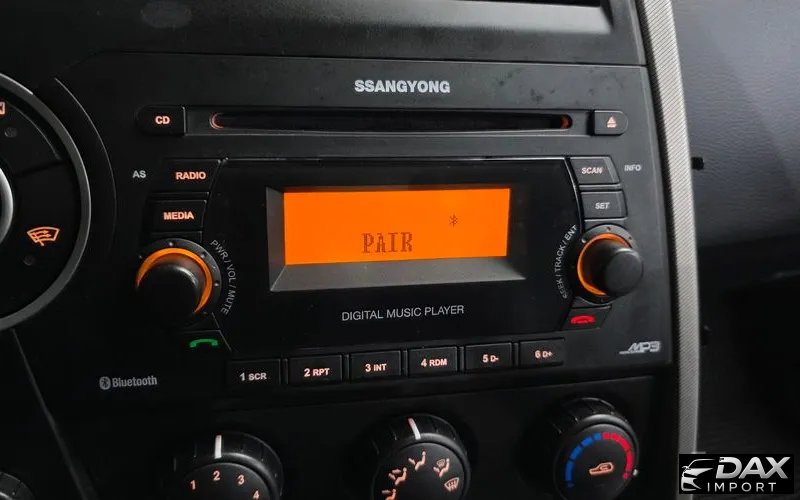 SSANGYONG
CD
AS
RADIO
SCAN
INFO
MEDIA
SET
PAIR
PWR / VOL / MUTE
SEEK / TRACK / ENT
DIGITAL MUSIC PLAYER
MP3
Bluetooth
1 SCR
2 RPT
3 INT
4 RDM
5 D-
6 D+
1
2
3
4
DAX
IMPORT